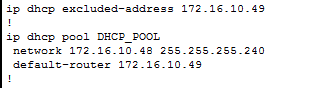 ip dhcp excluded-address 172.16.10.49
!
ip dhcp pool DHCP_POOL
network 172.16.10.48 255.255.255.240
default-router 172.16.10.49
!